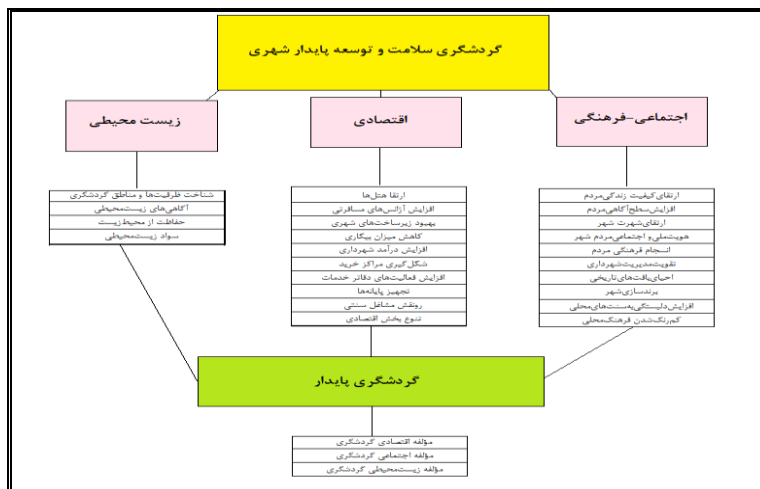 گردشگری سلامت و توسعه پایدار شهری
اجتماعی-فرهنگی
اقتصادی
زیست محیطی
ارتقای کیفیت زندگی مردم
افزایش سطح آگاهی مردم
ارتقای شهرت شهر
هویت ملی و اجتماعی مردم شهر
انسجام فرهنگی مردم
تقویت مدیریت شهرداری
احیای بافت‌های تاریخی
برندسازی شهر
افزایش دلبستگی به سنت‌های محلی
کم‌رنگ شدن فرهنگ محلی
ارتقا هتل‌ها
افزایش آژانس‌های مسافرتی
بهبود زیرساخت‌های شهری
کاهش میزان بیکاری
افزایش درآمد شهرداری
شکل‌گیری مراکز خرید
افزایش فعالیت‌های دفاتر خدمات
تجهیز پایانه‌ها
رونقش مشاغل سنتی
تنوع بخش اقتصادی
شناخت ظرفیت‌ها و مناطق گردشگری
آگاهی‌های زیست‌محیطی
حفاظت از محیط‌زیست
سواد زیست‌محیطی
گردشگری پایدار
مؤلفه اقتصادی گردشگری
مؤلفه اجتماعی گردشگری
مؤلفه زیست‌محیطی گردشگری